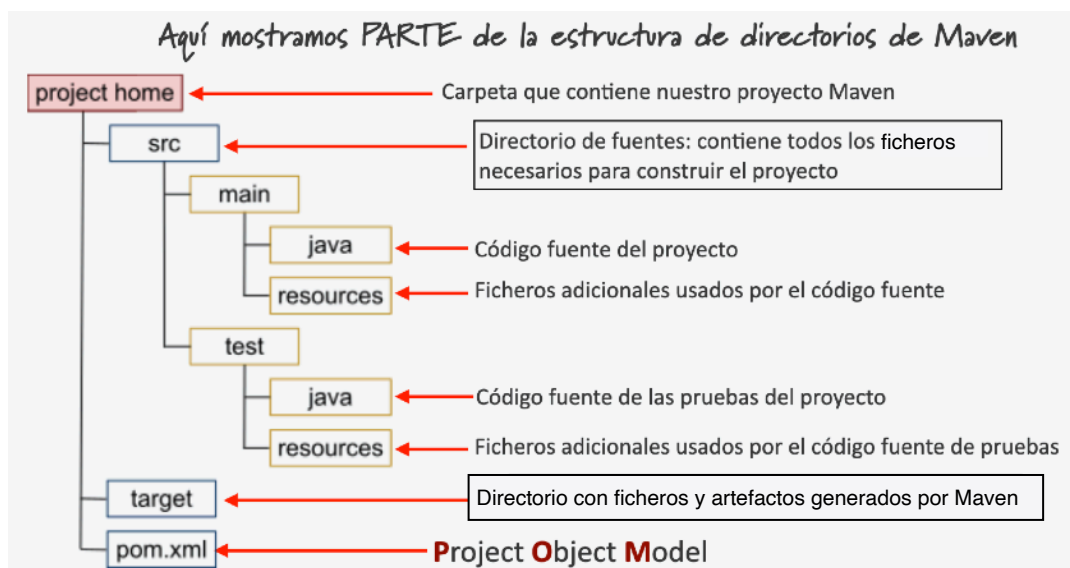 Aquí mostramos PARTE de la estructura de directorios de Maven
project home
Carpeta que contiene nuestro proyecto Maven
src
Directorio de fuentes: contiene todos los ficheros
necesarios para construir el proyecto
main
java
Código fuente del proyecto
resources
Ficheros adicionales usados por el código fuente
test
java
Código fuente de las pruebas del proyecto
resources
Ficheros adicionales usados por el código fuente de pruebas
target
Directorio con ficheros y artefactos generados por Maven
pom.xml
Project Object Model